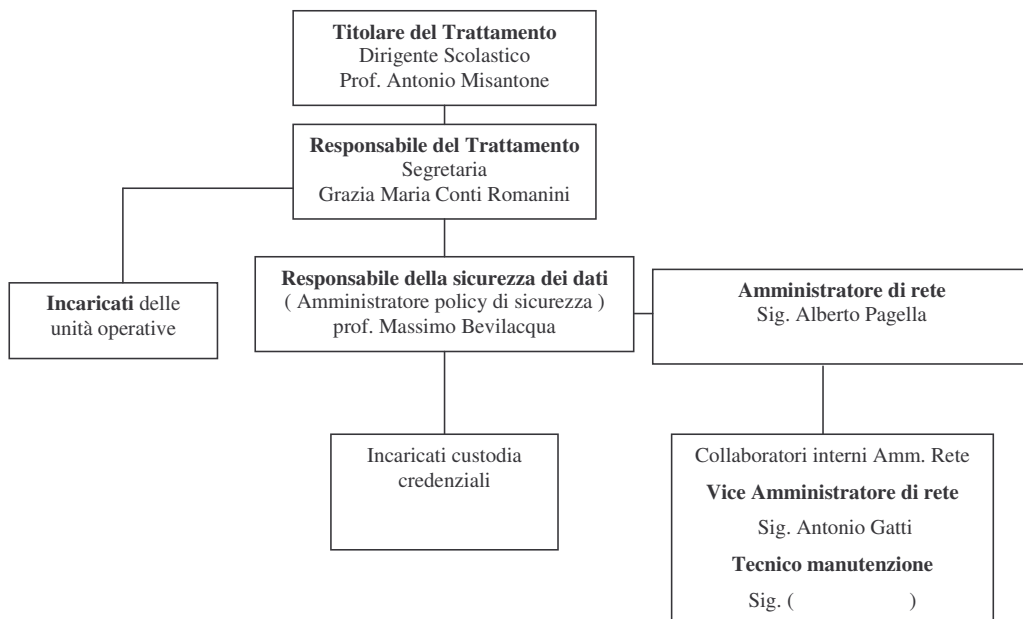 Titolare del Trattamento
Dirigente Scolastico
Prof. Antonio Misantone
Responsabile del Trattamento
Segretaria
Grazia Maria Conti Romanini
Incaricati delle
unità operative
Responsabile della sicurezza dei dati
( Amministratore policy di sicurezza )
prof. Massimo Bevilacqua
Amministratore di rete
Sig. Alberto Pagella
Incaricati custodia
credenziali
Collaboratori interni Amm. Rete
Vice Amministratore di rete
Sig. Antonio Gatti
Tecnico manutenzione
Sig. (                )